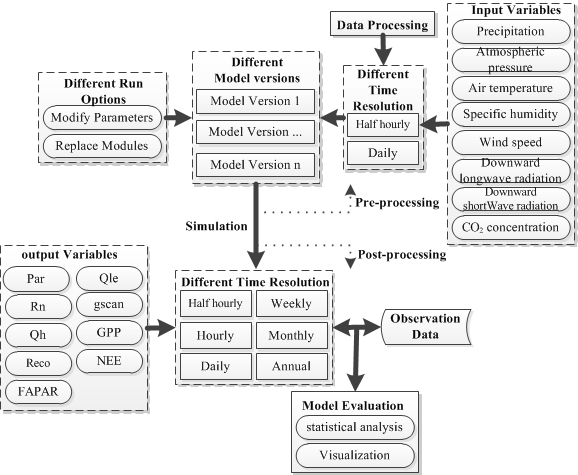 Data Processing
Input Variables
Precipitation
Atmospheric
pressure
Air temperature
Specific humidity
Wind speed
Downward
longwave radiation
Downward
shortWave radiation
CO₂ concentration
Different
Time
Resolution
Half hourly
Daily
Different
Model versions
Model Version 1
Model Version ...
Model Version n
Different Run
Options
Modify Parameters
Replace Modules
Simulation
Pre-processing
Post-processing
output Variables
Par
Qle
Rn
gscan
Qh
GPP
Reco
NEE
FAPAR
Different Time Resolution
Half hourly
Weekly
Hourly
Monthly
Daily
Annual
Observation
Data
Model Evaluation
statistical analysis
Visualization